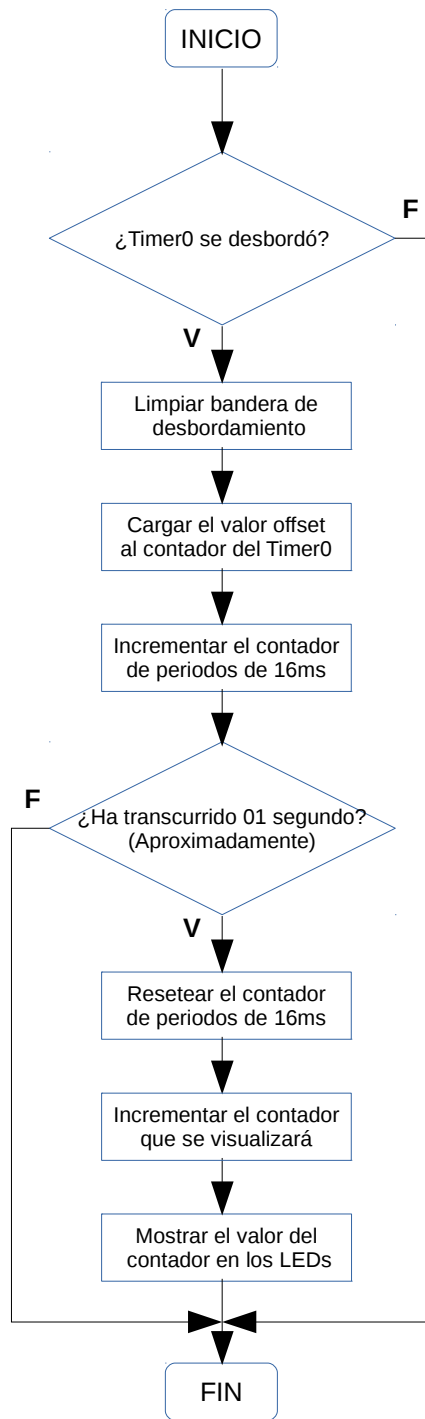 INICIO
F
¿Timer0 se desbordó?
V
Limpiar bandera de
desbordamiento
Cargar el valor offset
al contador del Timer0
Incrementar el contador
de periodos de 16ms
F
¿Ha transcurrido 01 segundo?
(Aproximadamente)
V
Resetear el contador
de periodos de 16ms
Incrementar el contador
que se visualizará
Mostrar el valor del
contador en los LEDs
FIN